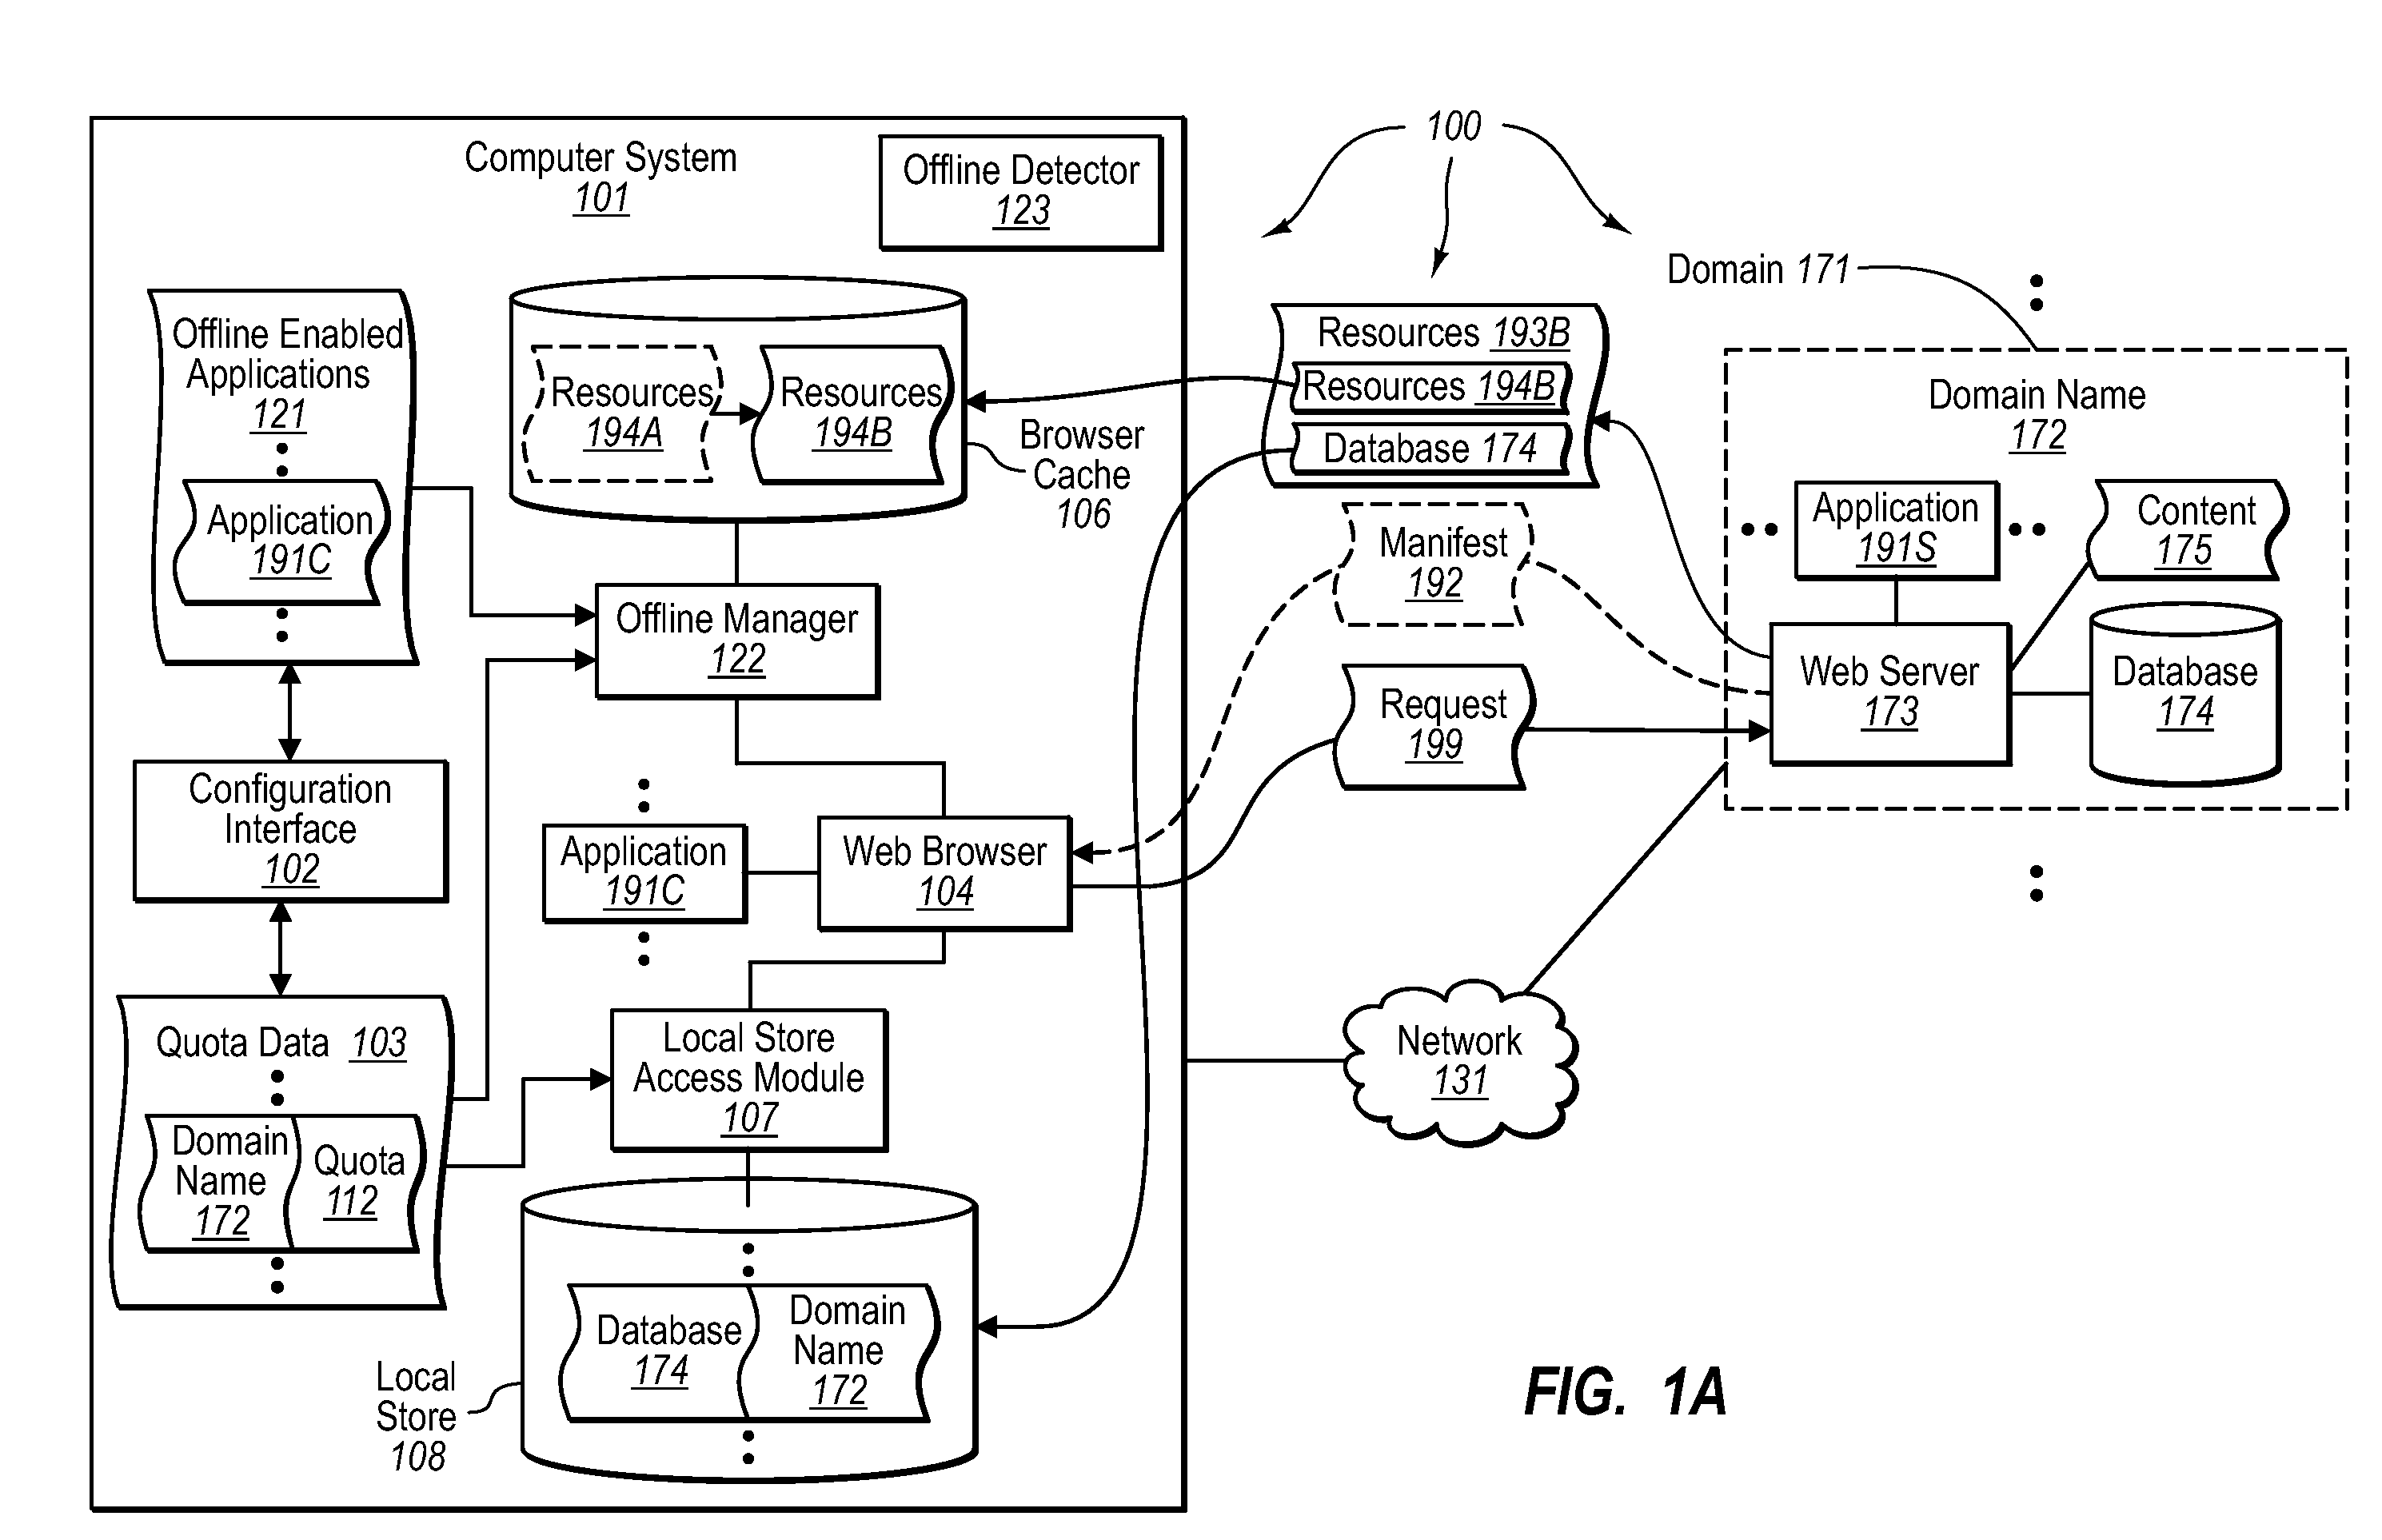 100
Computer System
101
Offline Detector
123
Domain 171
Offline Enabled
Applications
121
Application
191C
Resources
194A
Resources
194B
Browser
Cache
106
Resources 193B
Resources 194B
Database 174
Domain Name
172
Application
191S
Content
175
Manifest
192
Offline Manager
122
Web Server
173
Database
174
Request
199
Configuration
Interface
102
Application
191C
Web Browser
104
Quota Data 103
Domain
Name
172
Quota
112
Local Store
Access Module
107
Network
131
Database
174
Domain
Name
172
Local
Store
108
FIG. 1A